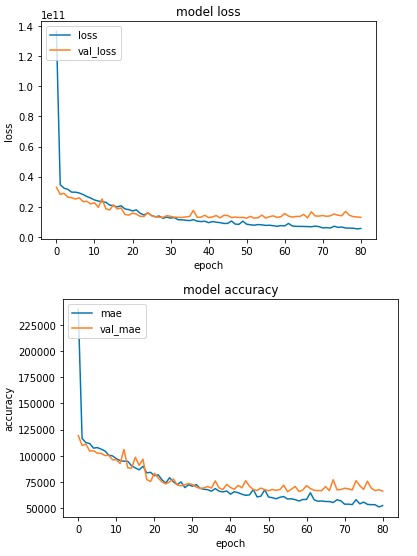 model loss
1e11
1.4
1.2
1.0
0.8
0.6
0.4
0.2
0.0
loss
loss
val_loss
0 10 20 30 40 50 60 70 80
epoch
model accuracy
225000
200000
175000
150000
125000
100000
75000
50000
accuracy
mae
val_mae
0 10 20 30 40 50 60 70 80
epoch